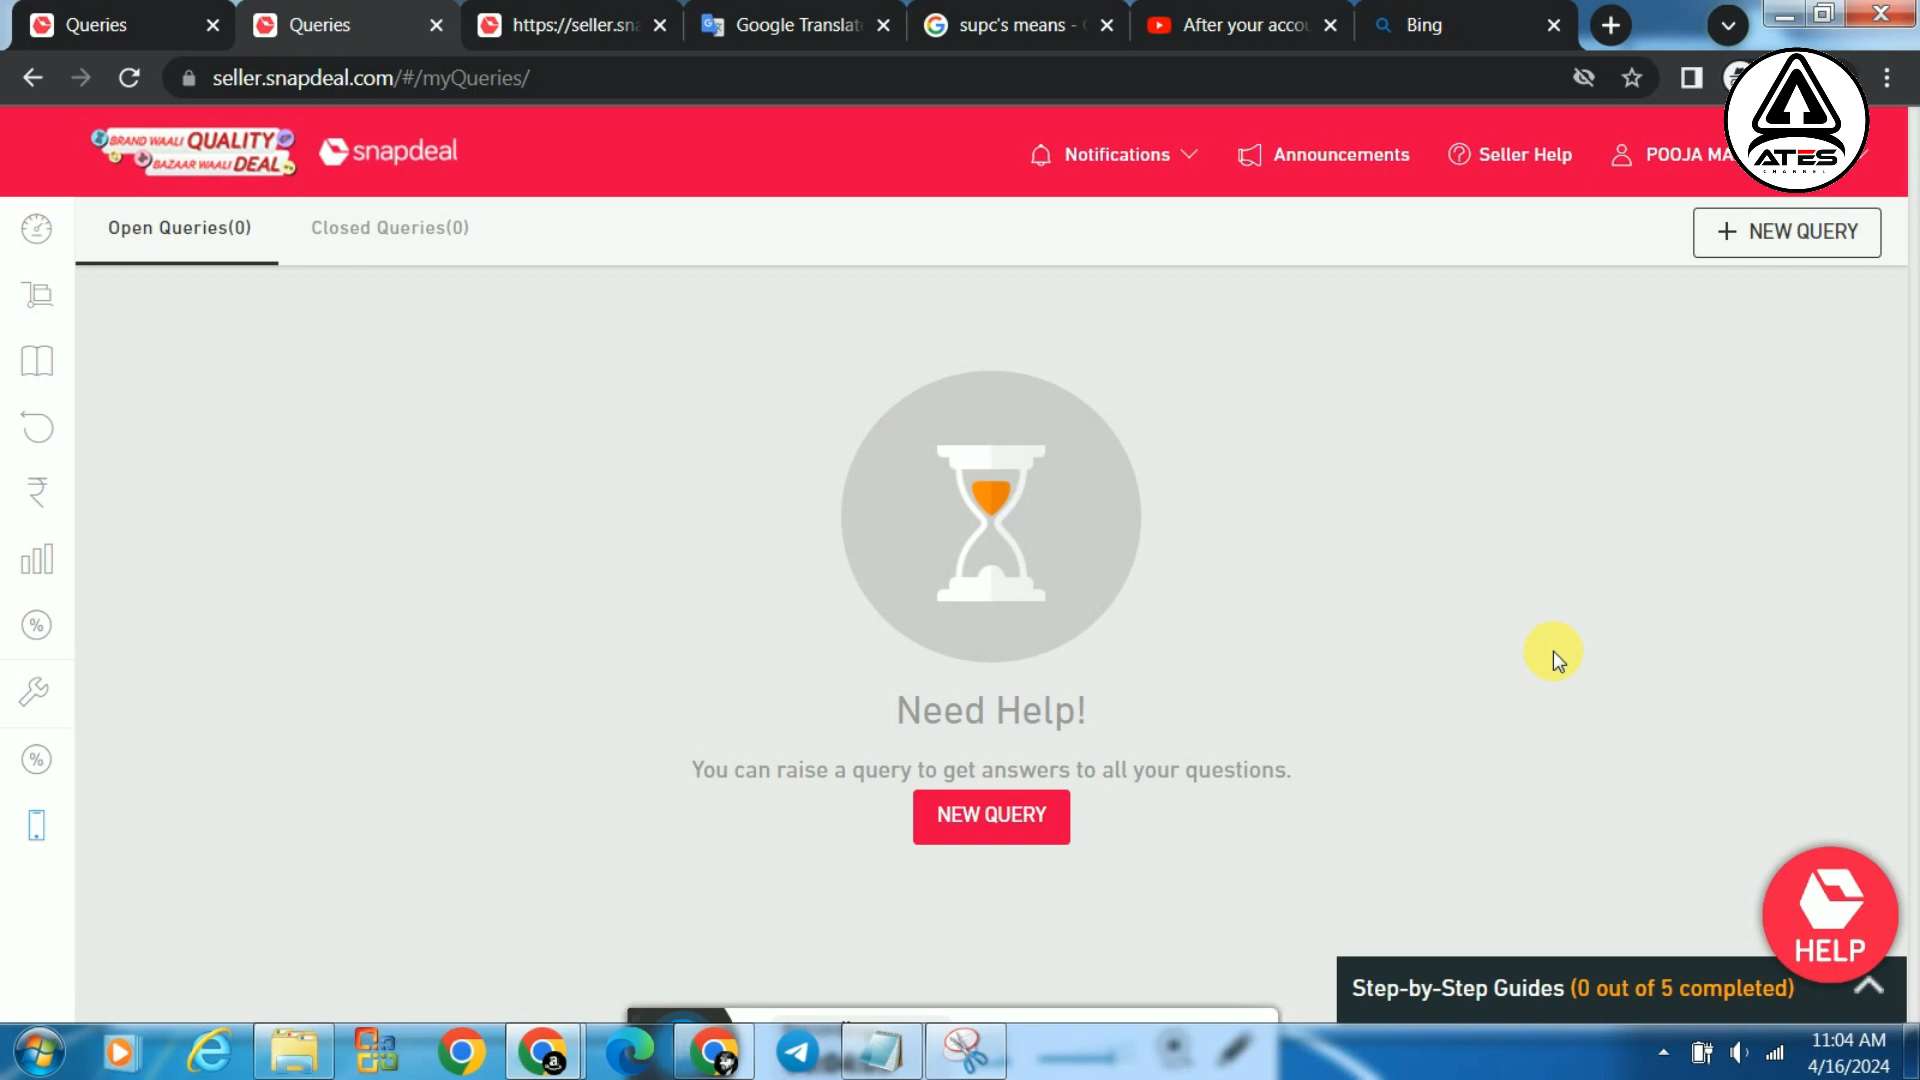 Queries
Queries
https://seller.sna
Google Translat
supc's means -
After your accou
Bing
seller.snapdeal.com/#/myQueries/
BRAND WAALI QUALITY
BAZAAR WAALI DEAL
snapdeal
Notifications
Announcements
Seller Help
POOJA MA
ATES
CHANNEL
Open Queries(0)
Closed Queries(0)
+ NEW QUERY
Need Help!
You can raise a query to get answers to all your questions.
NEW QUERY
HELP
Step-by-Step Guides (0 out of 5 completed)
11:04 AM
4/16/2024